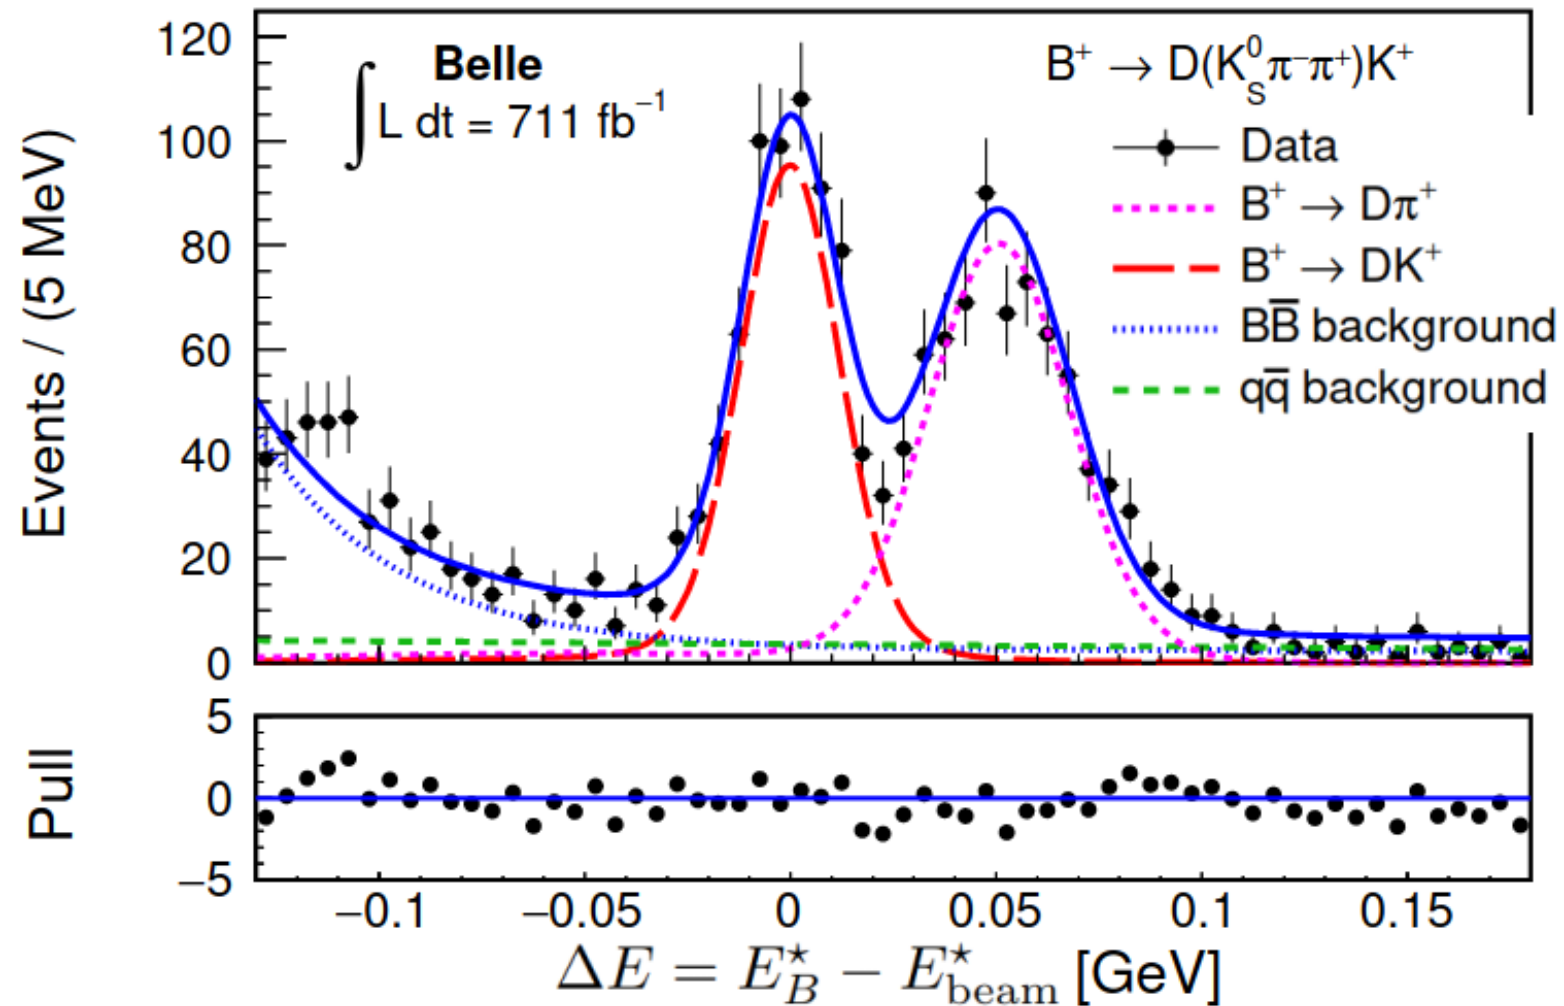 Events / (5 MeV)
120
100
80
60
40
20
0
Belle
∫L dt = 711 fb⁻¹
B⁺ → D(K⁰_Sπ⁻π⁺)K⁺
Data
B⁺ → Dπ⁺
B⁺ → DK⁺
BB̅ background
qq̅ background
Pull
5
0
−5
−0.1 −0.05 0 0.05 0.1 0.15
ΔE = E*_B − E*_beam [GeV]